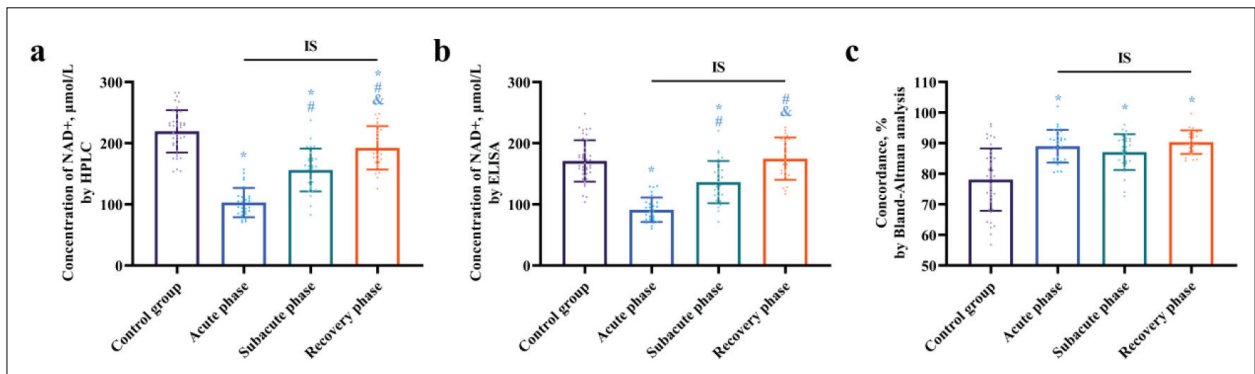 a
IS
Concentration of NAD+, μmol/L
by HPLC
300
200
100
0
*
*
#
*
#
&
Control group
Acute phase
Subacute phase
Recovery phase
b
IS
Concentration of NAD+, μmol/L
by ELISA
300
200
100
0
*
*
#
#
&
Control group
Acute phase
Subacute phase
Recovery phase
c
IS
Concordance, %
by Bland-Altman analysis
110
100
90
80
70
60
50
*
*
*
Control group
Acute phase
Subacute phase
Recovery phase